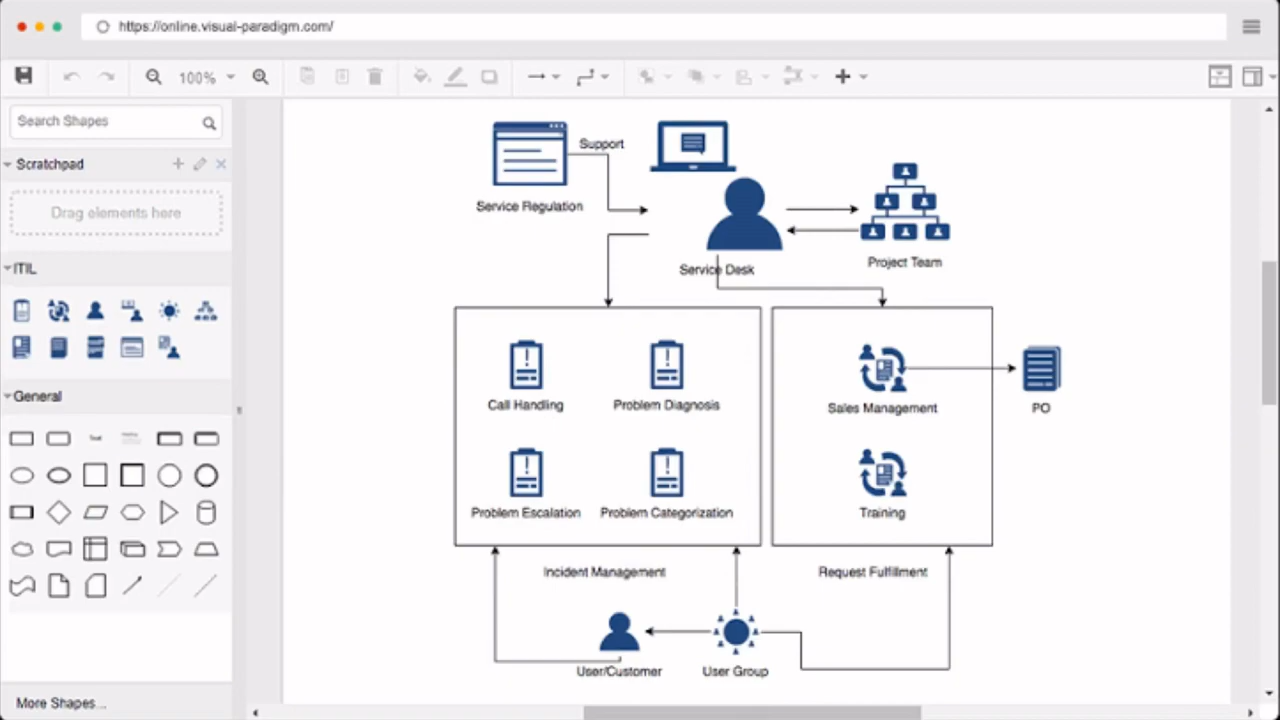 https://online.visual-paradigm.com/
100%
Search Shapes
Scratchpad
Drag elements here
ITIL
General
More Shapes...
Support
Service Regulation
Service Desk
Project Team
Call Handling
Problem Diagnosis
Sales Management
PO
Problem Escalation
Problem Categorization
Training
Incident Management
Request Fulfillment
User/Customer
User Group